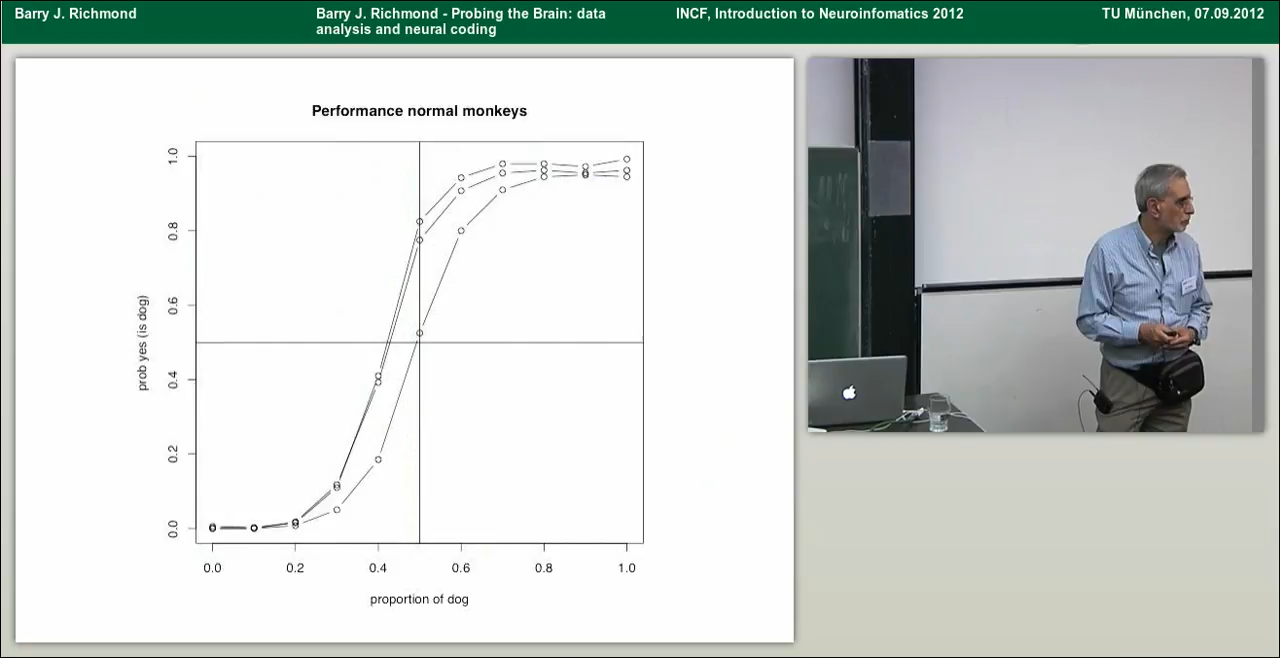 Barry J. Richmond
Barry J. Richmond - Probing the Brain: data
analysis and neural coding
INCF, Introduction to Neuroinfomatics 2012
TU München, 07.09.2012
Performance normal monkeys
prob yes (is dog)
1.0
0.8
0.6
0.4
0.2
0.0
0.0 0.2 0.4 0.6 0.8 1.0
proportion of dog